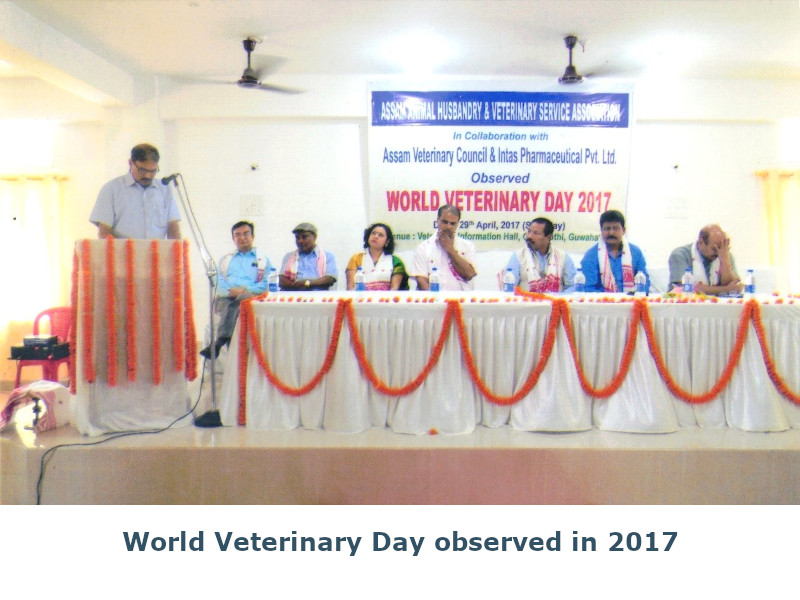 ASSAM ANIMAL HUSBANDRY & VETERINARY SERVICE ASSOCIATION
In Collaboration with
Assam Veterinary Council & Intas Pharmaceutical Pvt. Ltd.
Observed
WORLD VETERINARY DAY 2017
29th April, 2017
Information Hall,
World Veterinary Day observed in 2017